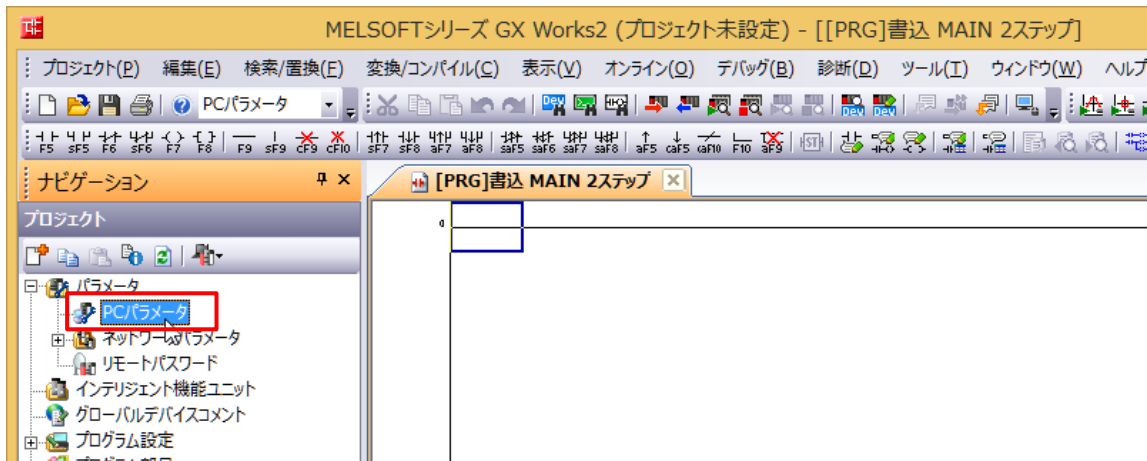 MELSOFTシリーズ GX Works2 (プロジェクト未設定) - [[PRG]書込 MAIN 2ステップ]
プロジェクト(P) 編集(E) 検索/置換(F) 変換/コンパイル(C) 表示(V) オンライン(O) デバッグ(B) 診断(D) ツール(T) ウィンドウ(W) ヘルプ
PCパラメータ
F5 sF5 F6 sF6 F7 F8 F9 sF9 cF9 cF10 sF7 sF8 aF7 aF8 saF5 saF6 saF7 saF8 aF5 caF5 caF10 F10 aF9
ナビゲーション
[PRG]書込 MAIN 2ステップ
プロジェクト
0
パラメータ
PCパラメータ
ネットワークパラメータ
リモートパスワード
インテリジェント機能ユニット
グローバルデバイスコメント
プログラム設定